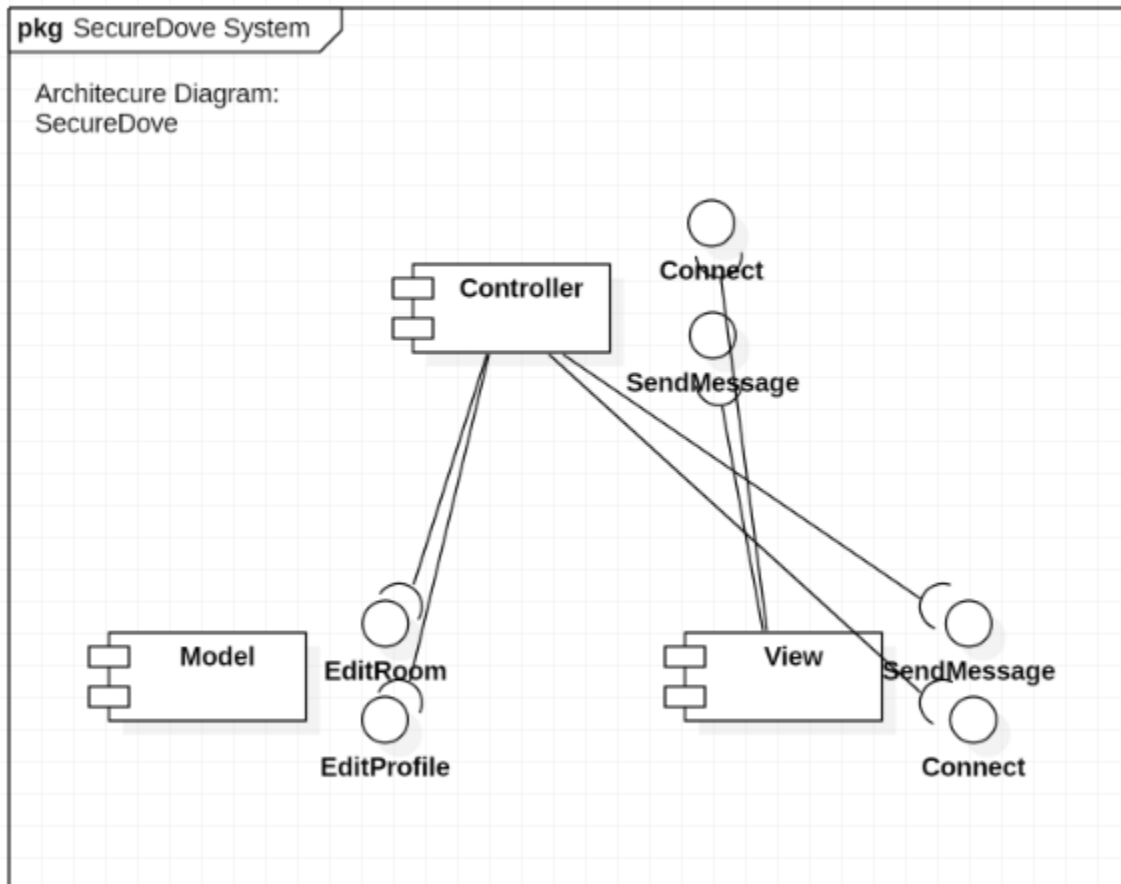 pkg SecureDove System
Architecure Diagram:
SecureDove
Connect
Controller
SendMessage
Model
View
EditRoom
SendMessage
EditProfile
Connect